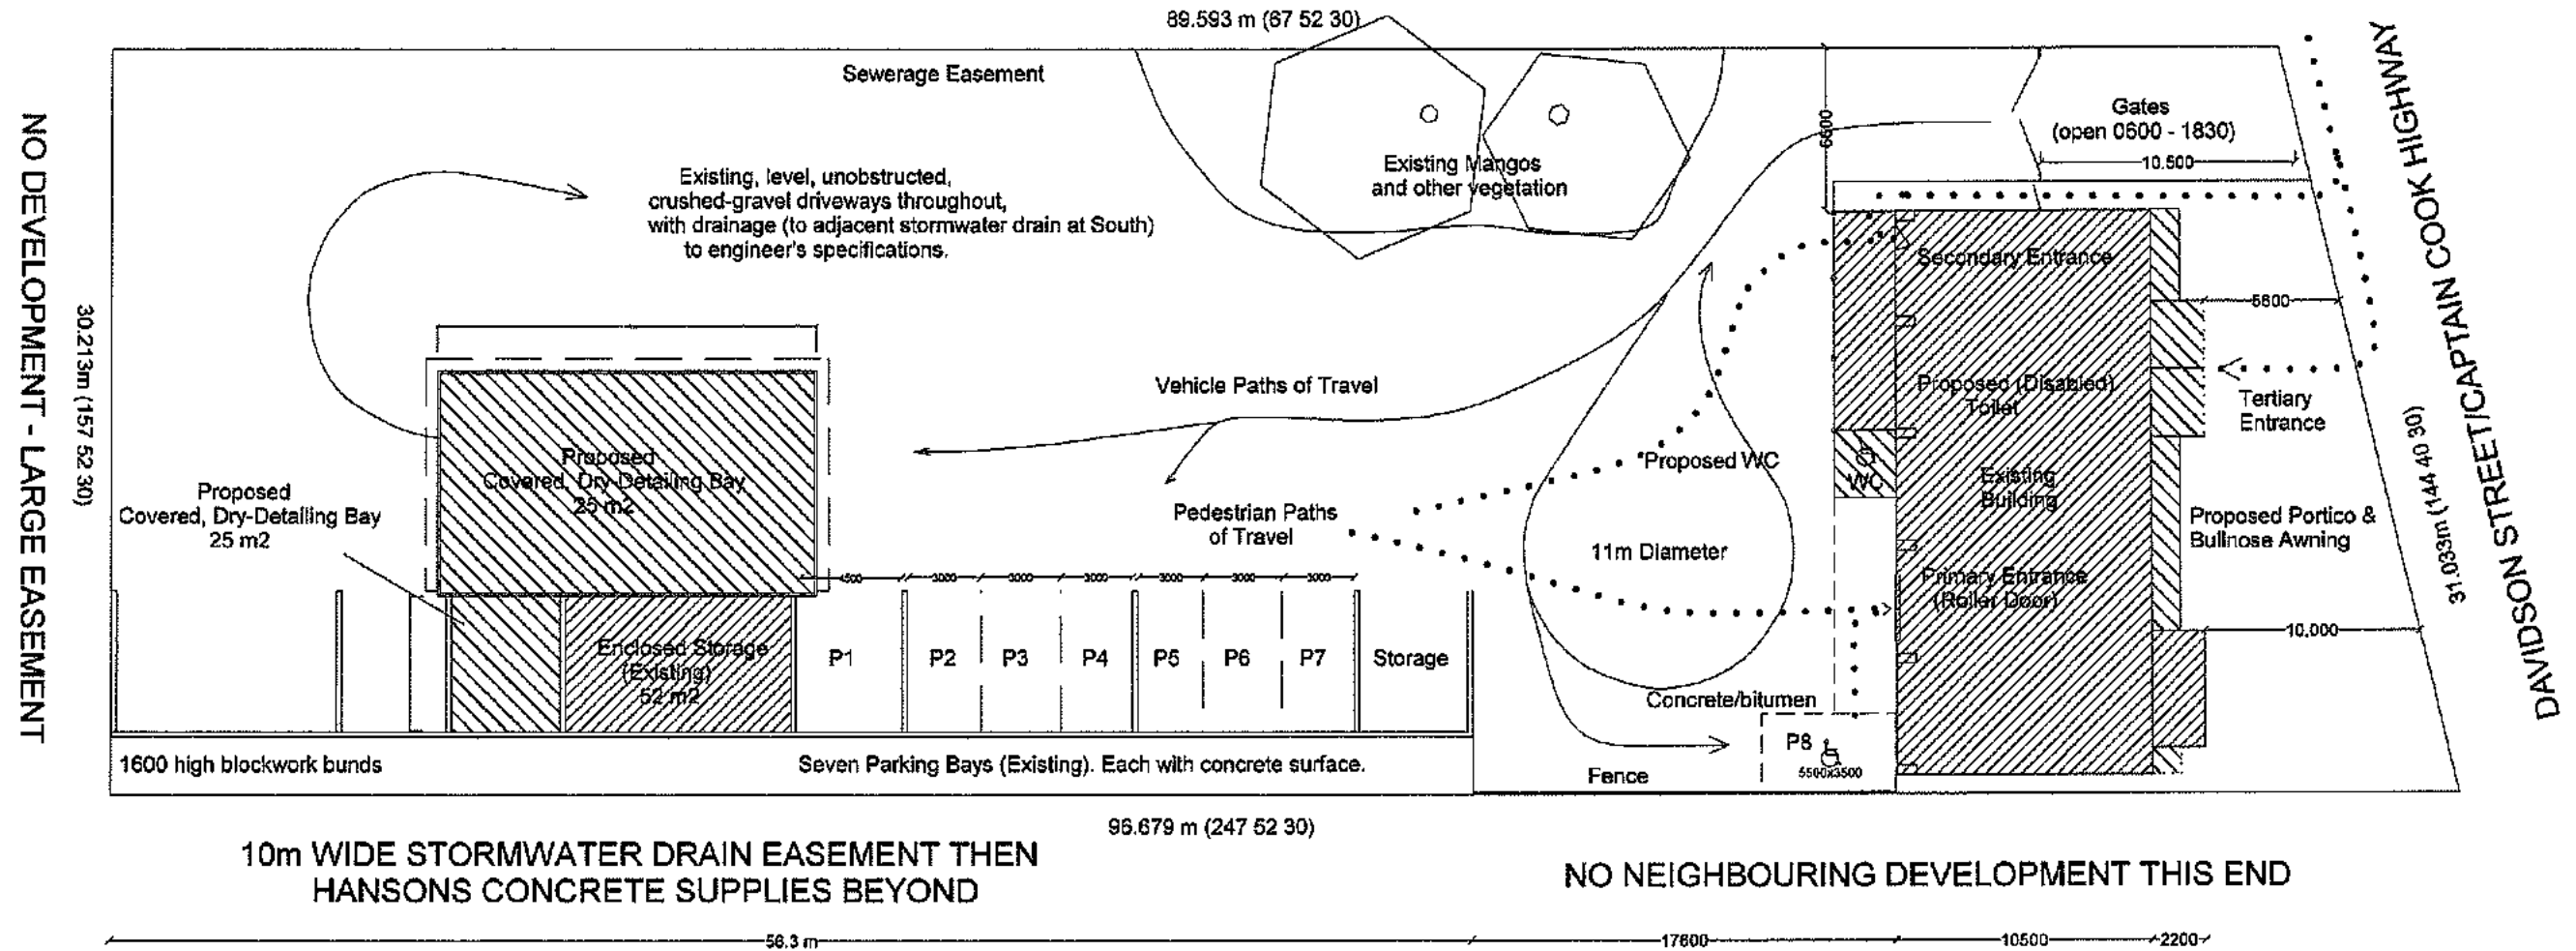 89.593 m (67 52 30)
Sewerage Easement
Gates
(open 0600 - 1830)
10.500
6600
Existing Mangos
and other vegetation
Existing, level, unobstructed,
crushed-gravel driveways throughout,
with drainage (to adjacent stormwater drain at South)
to engineer's specifications.
NO DEVELOPMENT - LARGE EASEMENT
30.213m (157 52 30)
Secondary Entrance
5600
Vehicle Paths of Travel
Proposed (Disabled)
Toilet
Tertiary
Entrance
DAVIDSON STREET/CAPTAIN COOK HIGHWAY
31.033m (144 40 30)
Proposed
Covered, Dry-Detailing Bay
25 m2
Proposed
Covered, Dry-Detailing Bay
25 m2
Proposed WC
WC
Existing
Building
Pedestrian Paths
of Travel
11m Diameter
Proposed Portico &
Bullnose Awning
Primary Entrance
(Roller Door)
3000
3000
3000
3000
3000
3000
10.000
Enclosed Storage
(Existing)
52 m2
P1
P2
P3
P4
P5
P6
P7
Storage
Concrete/bitumen
P8
5500x3500
1600 high blockwork bunds
Seven Parking Bays (Existing). Each with concrete surface.
Fence
96.679 m (247 52 30)
10m WIDE STORMWATER DRAIN EASEMENT THEN
HANSONS CONCRETE SUPPLIES BEYOND
NO NEIGHBOURING DEVELOPMENT THIS END
56.3 m
17600
10500
2200